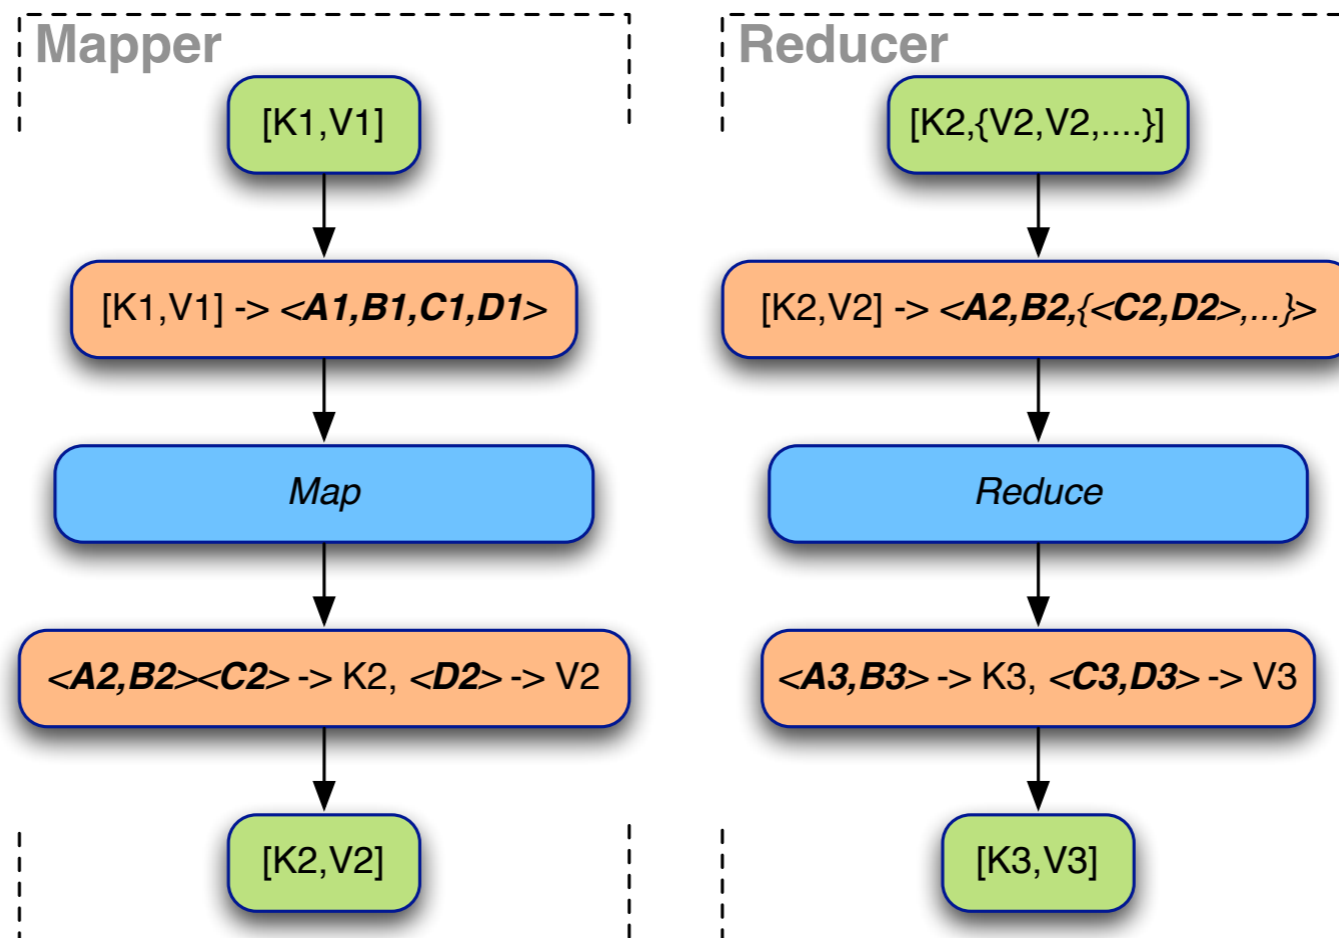 Mapper
[K1,V1]
[K1,V1] -> <A1,B1,C1,D1>
Map
<A2,B2><C2> -> K2, <D2> -> V2
[K2,V2]
Reducer
[K2,{V2,V2,....}]
[K2,V2] -> <A2,B2,{<C2,D2>,...}>
Reduce
<A3,B3> -> K3, <C3,D3> -> V3
[K3,V3]